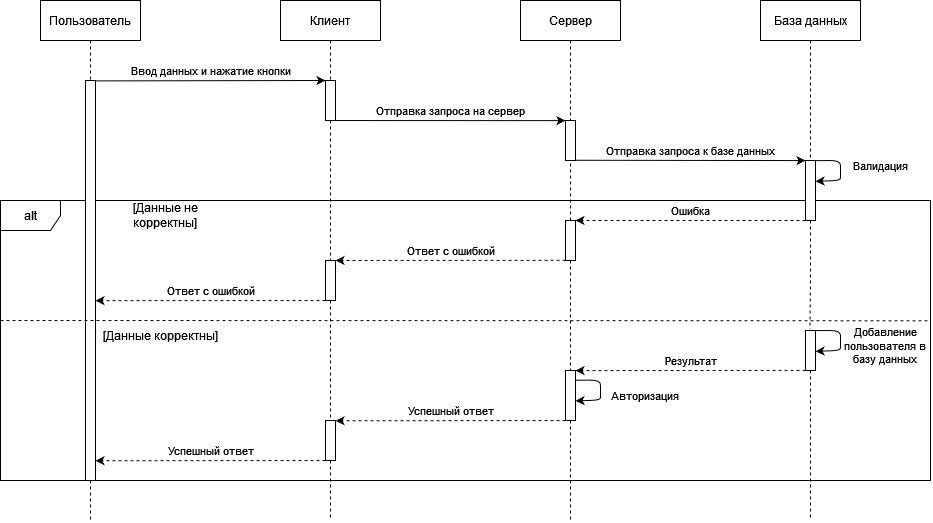 Пользователь
Клиент
Сервер
База данных
Ввод данных и нажатие кнопки
Отправка запроса на сервер
Отправка запроса к базе данных
Валидация
alt
[Данные не
корректны]
Ошибка
Ответ с ошибкой
Ответ с ошибкой
[Данные корректны]
Добавление
пользователя в
базу данных
Результат
Авторизация
Успешный ответ
Успешный ответ